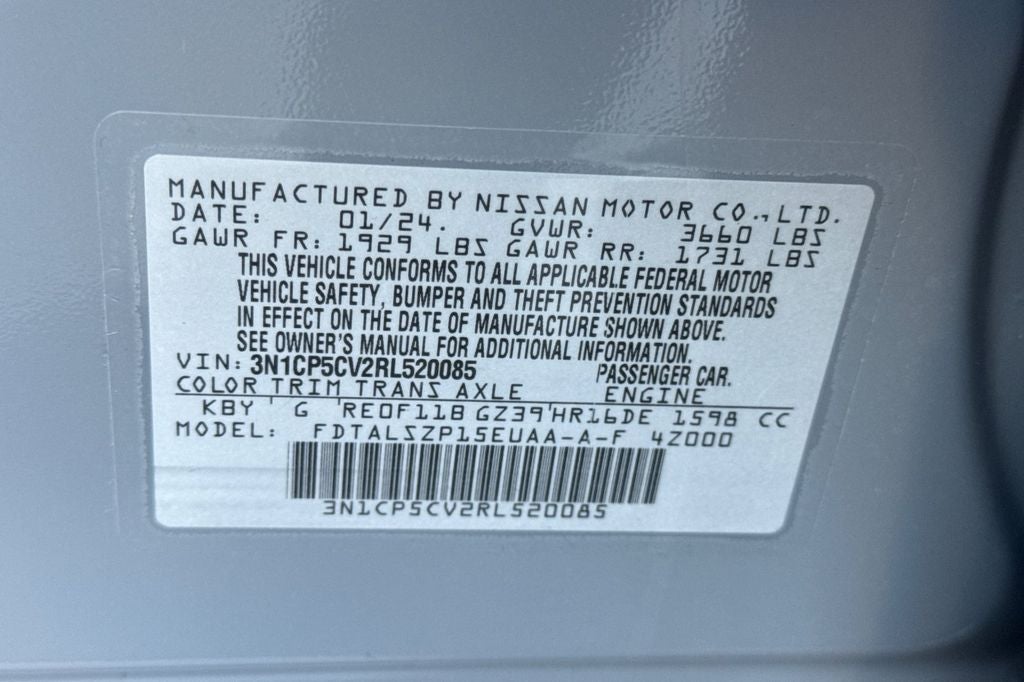 MANUFACTURED BY NISSAN MOTOR CO.,LTD.
DATE: 01/24. GVWR: 3660 LBS
GAWR FR: 1929 LBS GAWR RR: 1731 LBS
THIS VEHICLE CONFORMS TO ALL APPLICABLE FEDERAL MOTOR
VEHICLE SAFETY, BUMPER AND THEFT PREVENTION STANDARDS
IN EFFECT ON THE DATE OF MANUFACTURE SHOWN ABOVE.
SEE OWNER'S MANUAL FOR ADDITIONAL INFORMATION.
VIN: 3N1CP5CV2RL520085 PASSENGER CAR.
COLOR TRIM TRANS AXLE ENGINE
KBY G RE0F11B GZ39 HR16DE 1598 CC
MODEL: FDTALSZP15EUAA-A-F 4Z000
3N1CP5CV2RL520085